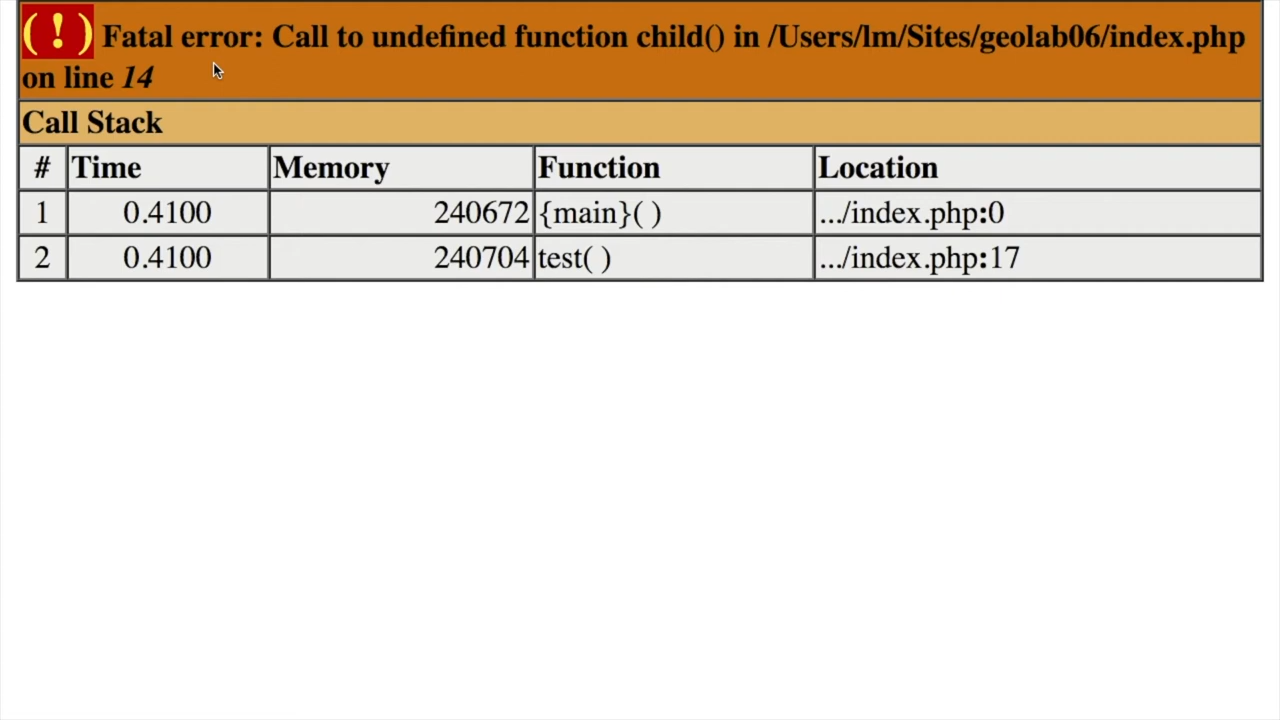 ( ! ) Fatal error: Call to undefined function child() in /Users/lm/Sites/geolab06/index.php
on line 14
Call Stack
# Time Memory Function Location
1 0.4100 240672 {main}( ) .../index.php:0
2 0.4100 240704 test( ) .../index.php:17